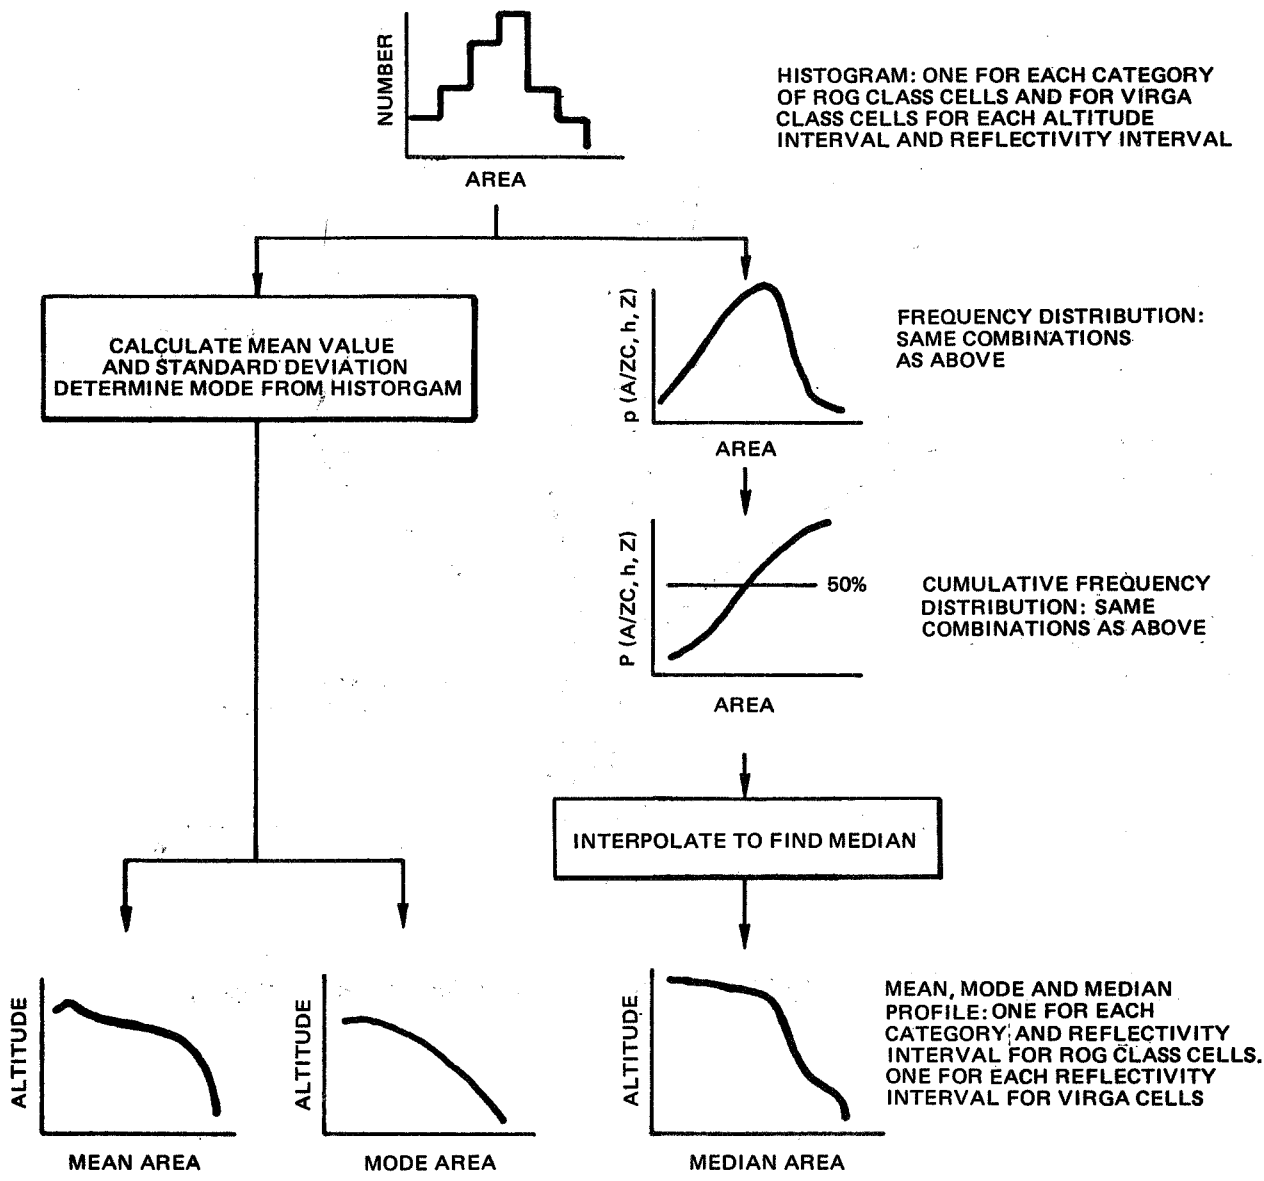 NUMBER
AREA
HISTOGRAM: ONE FOR EACH CATEGORY
OF ROG CLASS CELLS AND FOR VIRGA
CLASS CELLS FOR EACH ALTITUDE
INTERVAL AND REFLECTIVITY INTERVAL
CALCULATE MEAN VALUE
AND STANDARD DEVIATION
DETERMINE MODE FROM HISTORGAM
p (A/ZC, h, Z)
AREA
FREQUENCY DISTRIBUTION:
SAME COMBINATIONS
AS ABOVE
P (A/ZC, h, Z)
50%
AREA
CUMULATIVE FREQUENCY
DISTRIBUTION: SAME
COMBINATIONS AS ABOVE
INTERPOLATE TO FIND MEDIAN
ALTITUDE
MEAN AREA
ALTITUDE
MODE AREA
ALTITUDE
MEDIAN AREA
MEAN, MODE AND MEDIAN
PROFILE: ONE FOR EACH
CATEGORY AND REFLECTIVITY
INTERVAL FOR ROG CLASS CELLS.
ONE FOR EACH REFLECTIVITY
INTERVAL FOR VIRGA CELLS